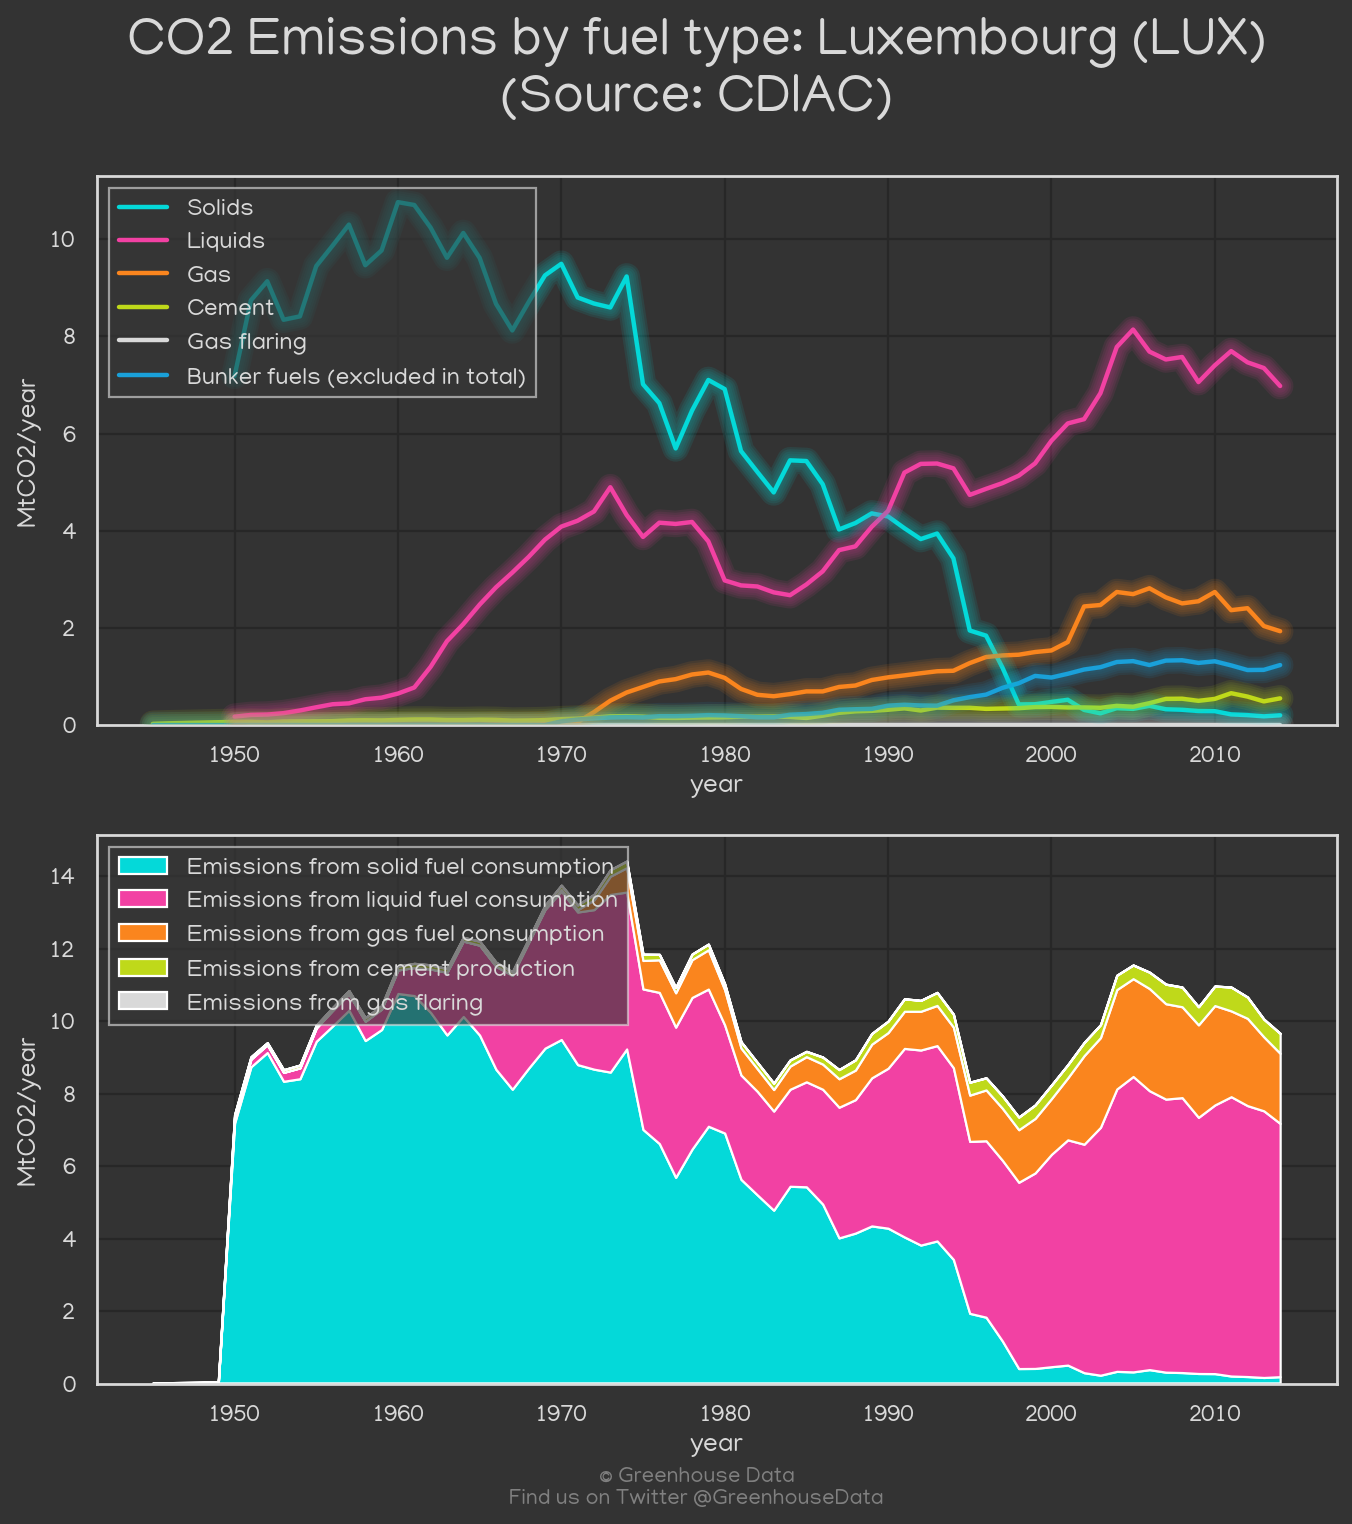 CO2 Emissions by fuel type: Luxembourg (LUX)
(Source: CDIAC)
Solids
Liquids
Gas
Cement
Gas flaring
Bunker fuels (excluded in total)
10
8
6
4
2
0
MtCO2/year
1950 1960 1970 1980 1990 2000 2010
year
Emissions from solid fuel consumption
Emissions from liquid fuel consumption
Emissions from gas fuel consumption
Emissions from cement production
Emissions from gas flaring
14
12
10
8
6
4
2
0
MtCO2/year
1950 1960 1970 1980 1990 2000 2010
year
© Greenhouse Data
Find us on Twitter @GreenhouseData